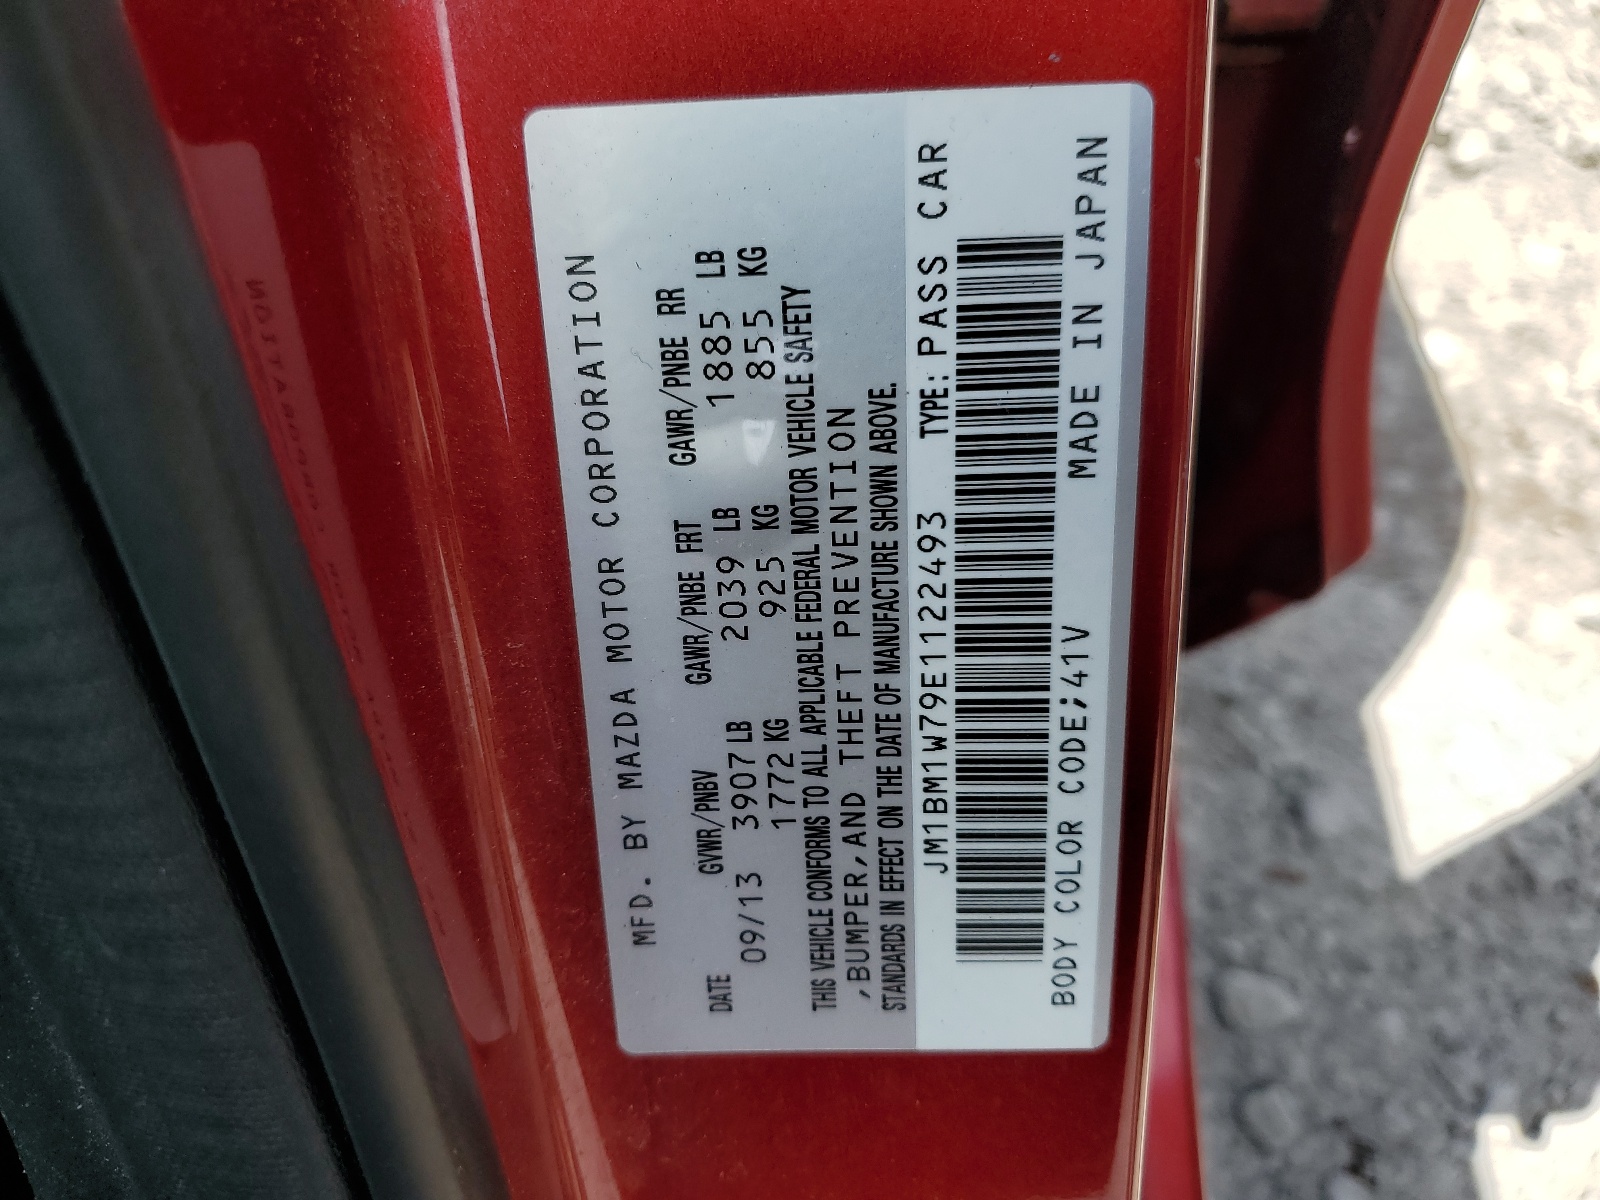 MFD. BY MAZDA MOTOR CORPORATION
DATE GVWR/PNBV GAWR/PNBE FRT GAWR/PNBE RR
09/13 3907 LB 2039 LB 1885 LB
1772 KG 925 KG 855 KG
THIS VEHICLE CONFORMS TO ALL APPLICABLE FEDERAL MOTOR VEHICLE SAFETY
,BUMPER,AND THEFT PREVENTION
STANDARDS IN EFFECT ON THE DATE OF MANUFACTURE SHOWN ABOVE.
JM1BM1W79E1122493 TYPE: PASS CAR
BODY COLOR CODE;41V MADE IN JAPAN